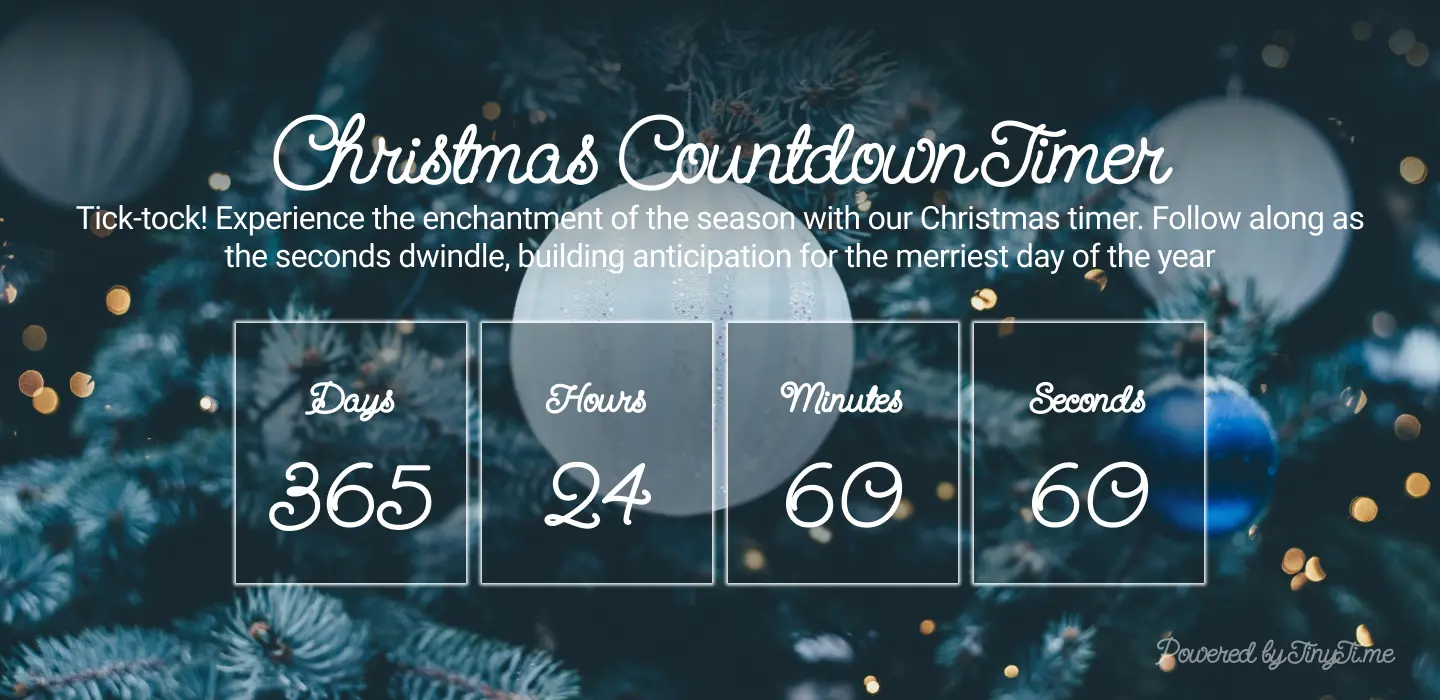 Christmas Countdown Timer
Tick-tock! Experience the enchantment of the season with our Christmas timer. Follow along as
the seconds dwindle, building anticipation for the merriest day of the year
Days
Hours
Minutes
Seconds
365
24
60
60
Powered by TinyTi.me